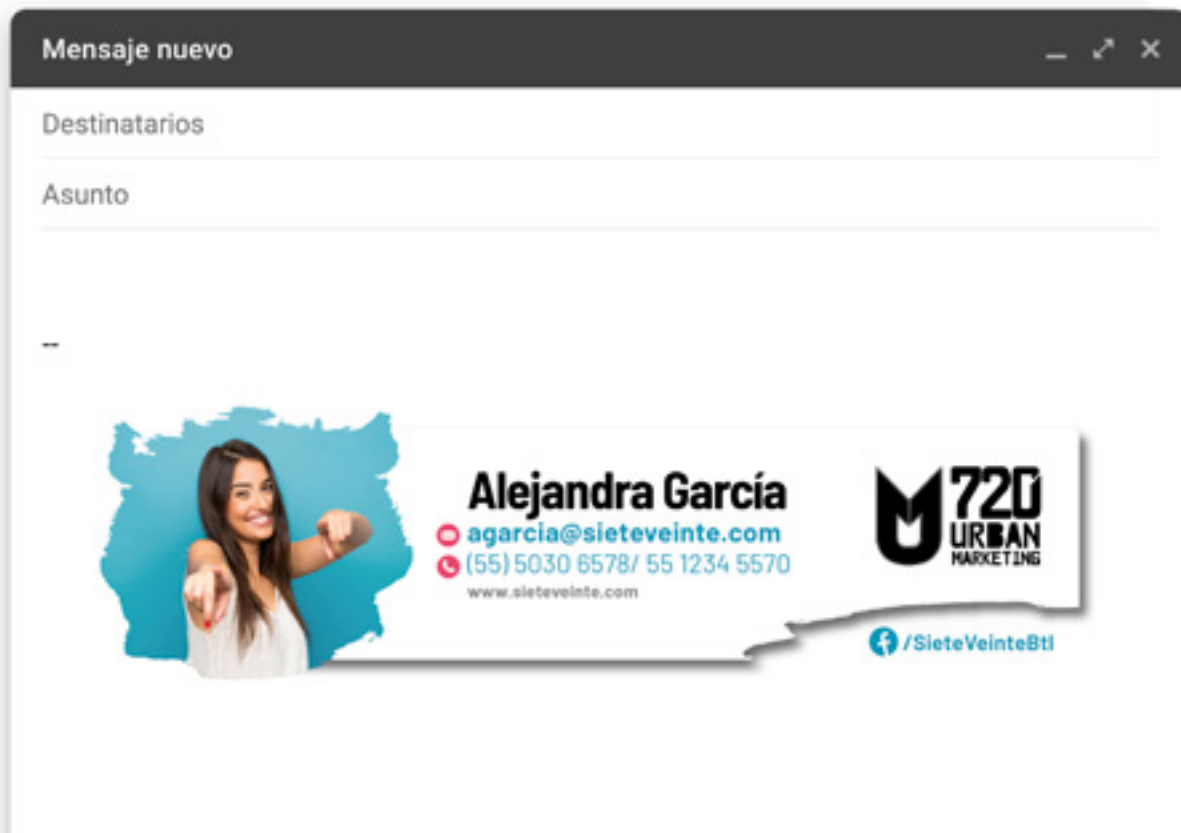 Mensaje nuevo
Destinatarios
Asunto
--
Alejandra García
agarcia@sieteveinte.com
(55) 5030 6578/ 55 1234 5570
www.sieteveinte.com
720
URBAN
MARKETING
/SieteVeinteBtl